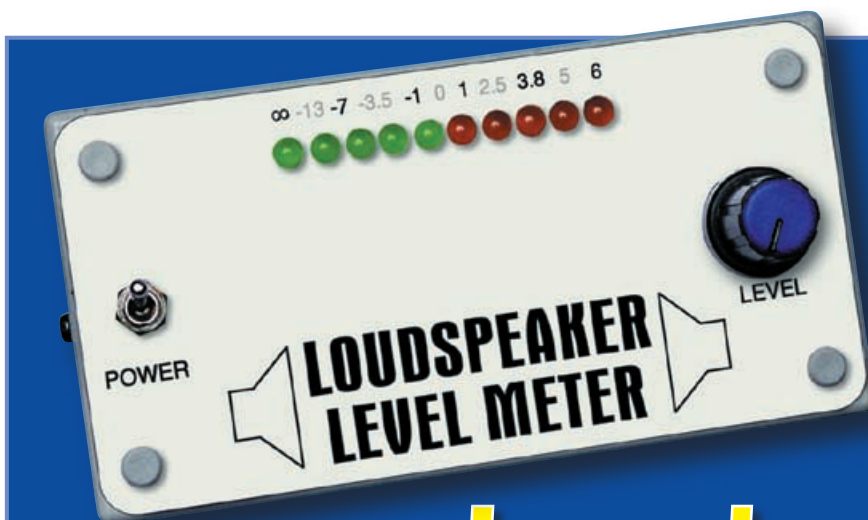 ∞ -13 -7 -3.5 -1 0 1 2.5 3.8 5 6
POWER
LEVEL
LOUDSPEAKER
LEVEL METER